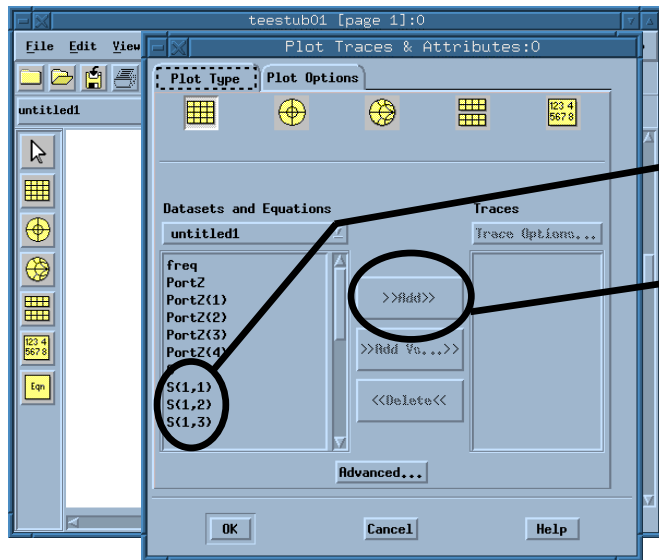 teestub01 [page 1]:0
File Edit View
Plot Traces & Attributes:0
Plot Type Plot Options
untitled1
123 4
567 8
Datasets and Equations
Traces
untitled1
Trace Options...
freq
PortZ
PortZ(1)
PortZ(2)
PortZ(3)
PortZ(4)
S(1,1)
S(1,2)
S(1,3)
>>Add>>
>>Add Vs...>>
<<Delete<<
123 4
567 8
Eqn
Advanced...
OK Cancel Help